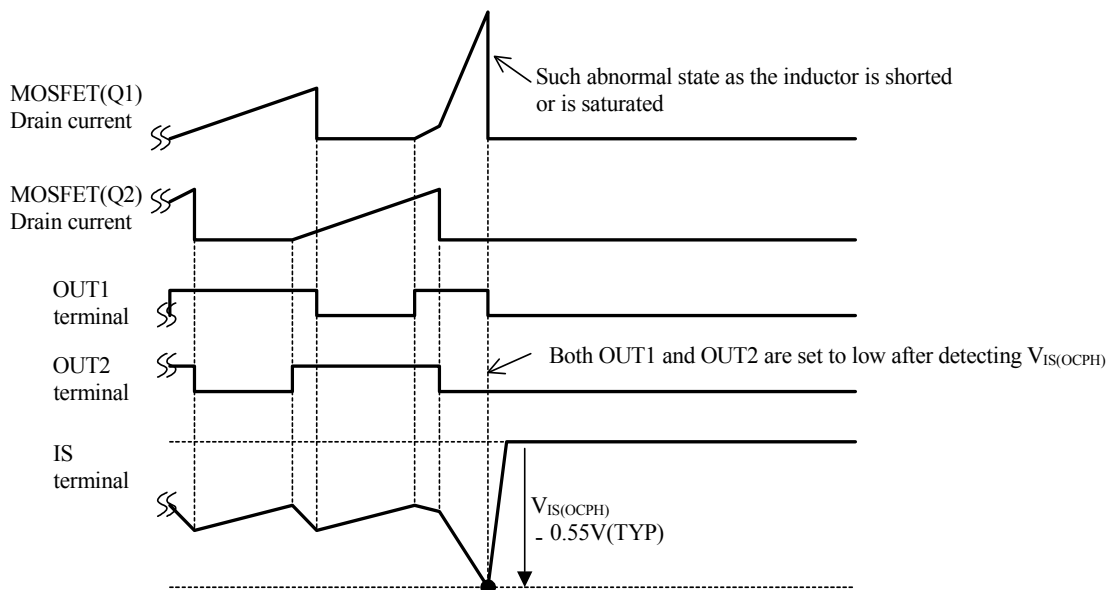 MOSFET(Q1)
Drain current
Such abnormal state as the inductor is shorted
or is saturated
MOSFET(Q2)
Drain current
OUT1
terminal
OUT2
terminal
Both OUT1 and OUT2 are set to low after detecting VIS(OCPH)
IS
terminal
VIS(OCPH)
- 0.55V(TYP)